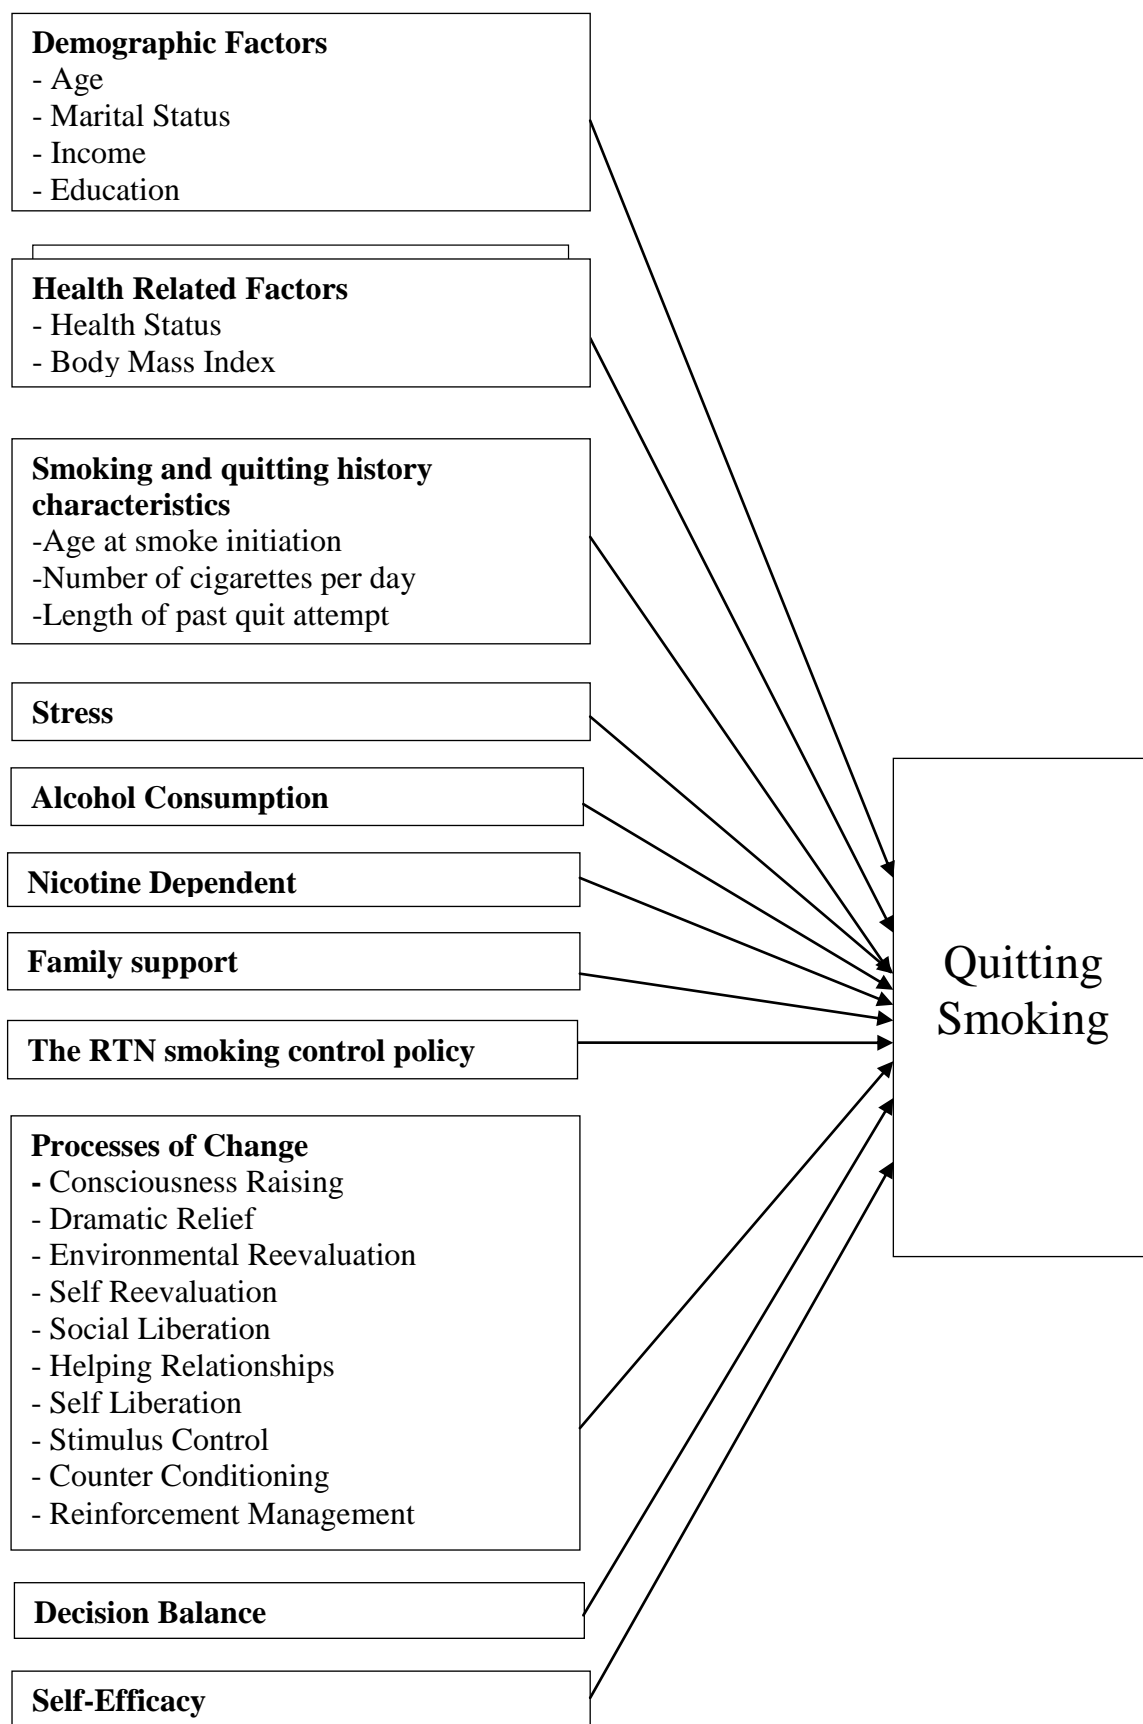 Demographic Factors
- Age
- Marital Status
- Income
- Education
Health Related Factors
- Health Status
- Body Mass Index
Smoking and quitting history
characteristics
-Age at smoke initiation
-Number of cigarettes per day
-Length of past quit attempt
Stress
Alcohol Consumption
Nicotine Dependent
Family support
The RTN smoking control policy
Processes of Change
- Consciousness Raising
- Dramatic Relief
- Environmental Reevaluation
- Self Reevaluation
- Social Liberation
- Helping Relationships
- Self Liberation
- Stimulus Control
- Counter Conditioning
- Reinforcement Management
Decision Balance
Self-Efficacy
Quitting
Smoking